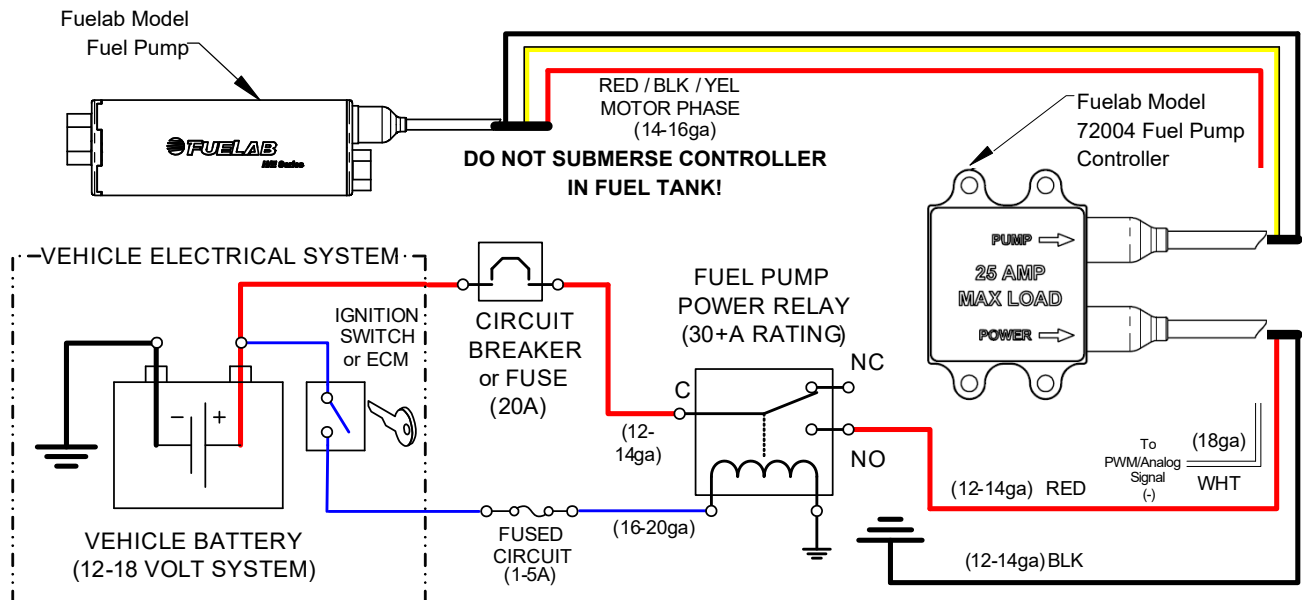 Fuelab Model
Fuel Pump
FUELAB
RED / BLK / YEL
MOTOR PHASE
(14-16ga)
DO NOT SUBMERSE CONTROLLER
IN FUEL TANK!
Fuelab Model
72004 Fuel Pump
Controller
PUMP
25 AMP
MAX LOAD
POWER
VEHICLE ELECTRICAL SYSTEM
IGNITION
SWITCH
or ECM
CIRCUIT
BREAKER
or FUSE
(20A)
FUEL PUMP
POWER RELAY
(30+A RATING)
NC
C
NO
(12-
14ga)
- +
VEHICLE BATTERY
(12-18 VOLT SYSTEM)
FUSED
CIRCUIT
(1-5A)
(16-20ga)
To
PWM/Analog
Signal
(-)
(18ga)
WHT
(12-14ga) RED
(12-14ga) BLK